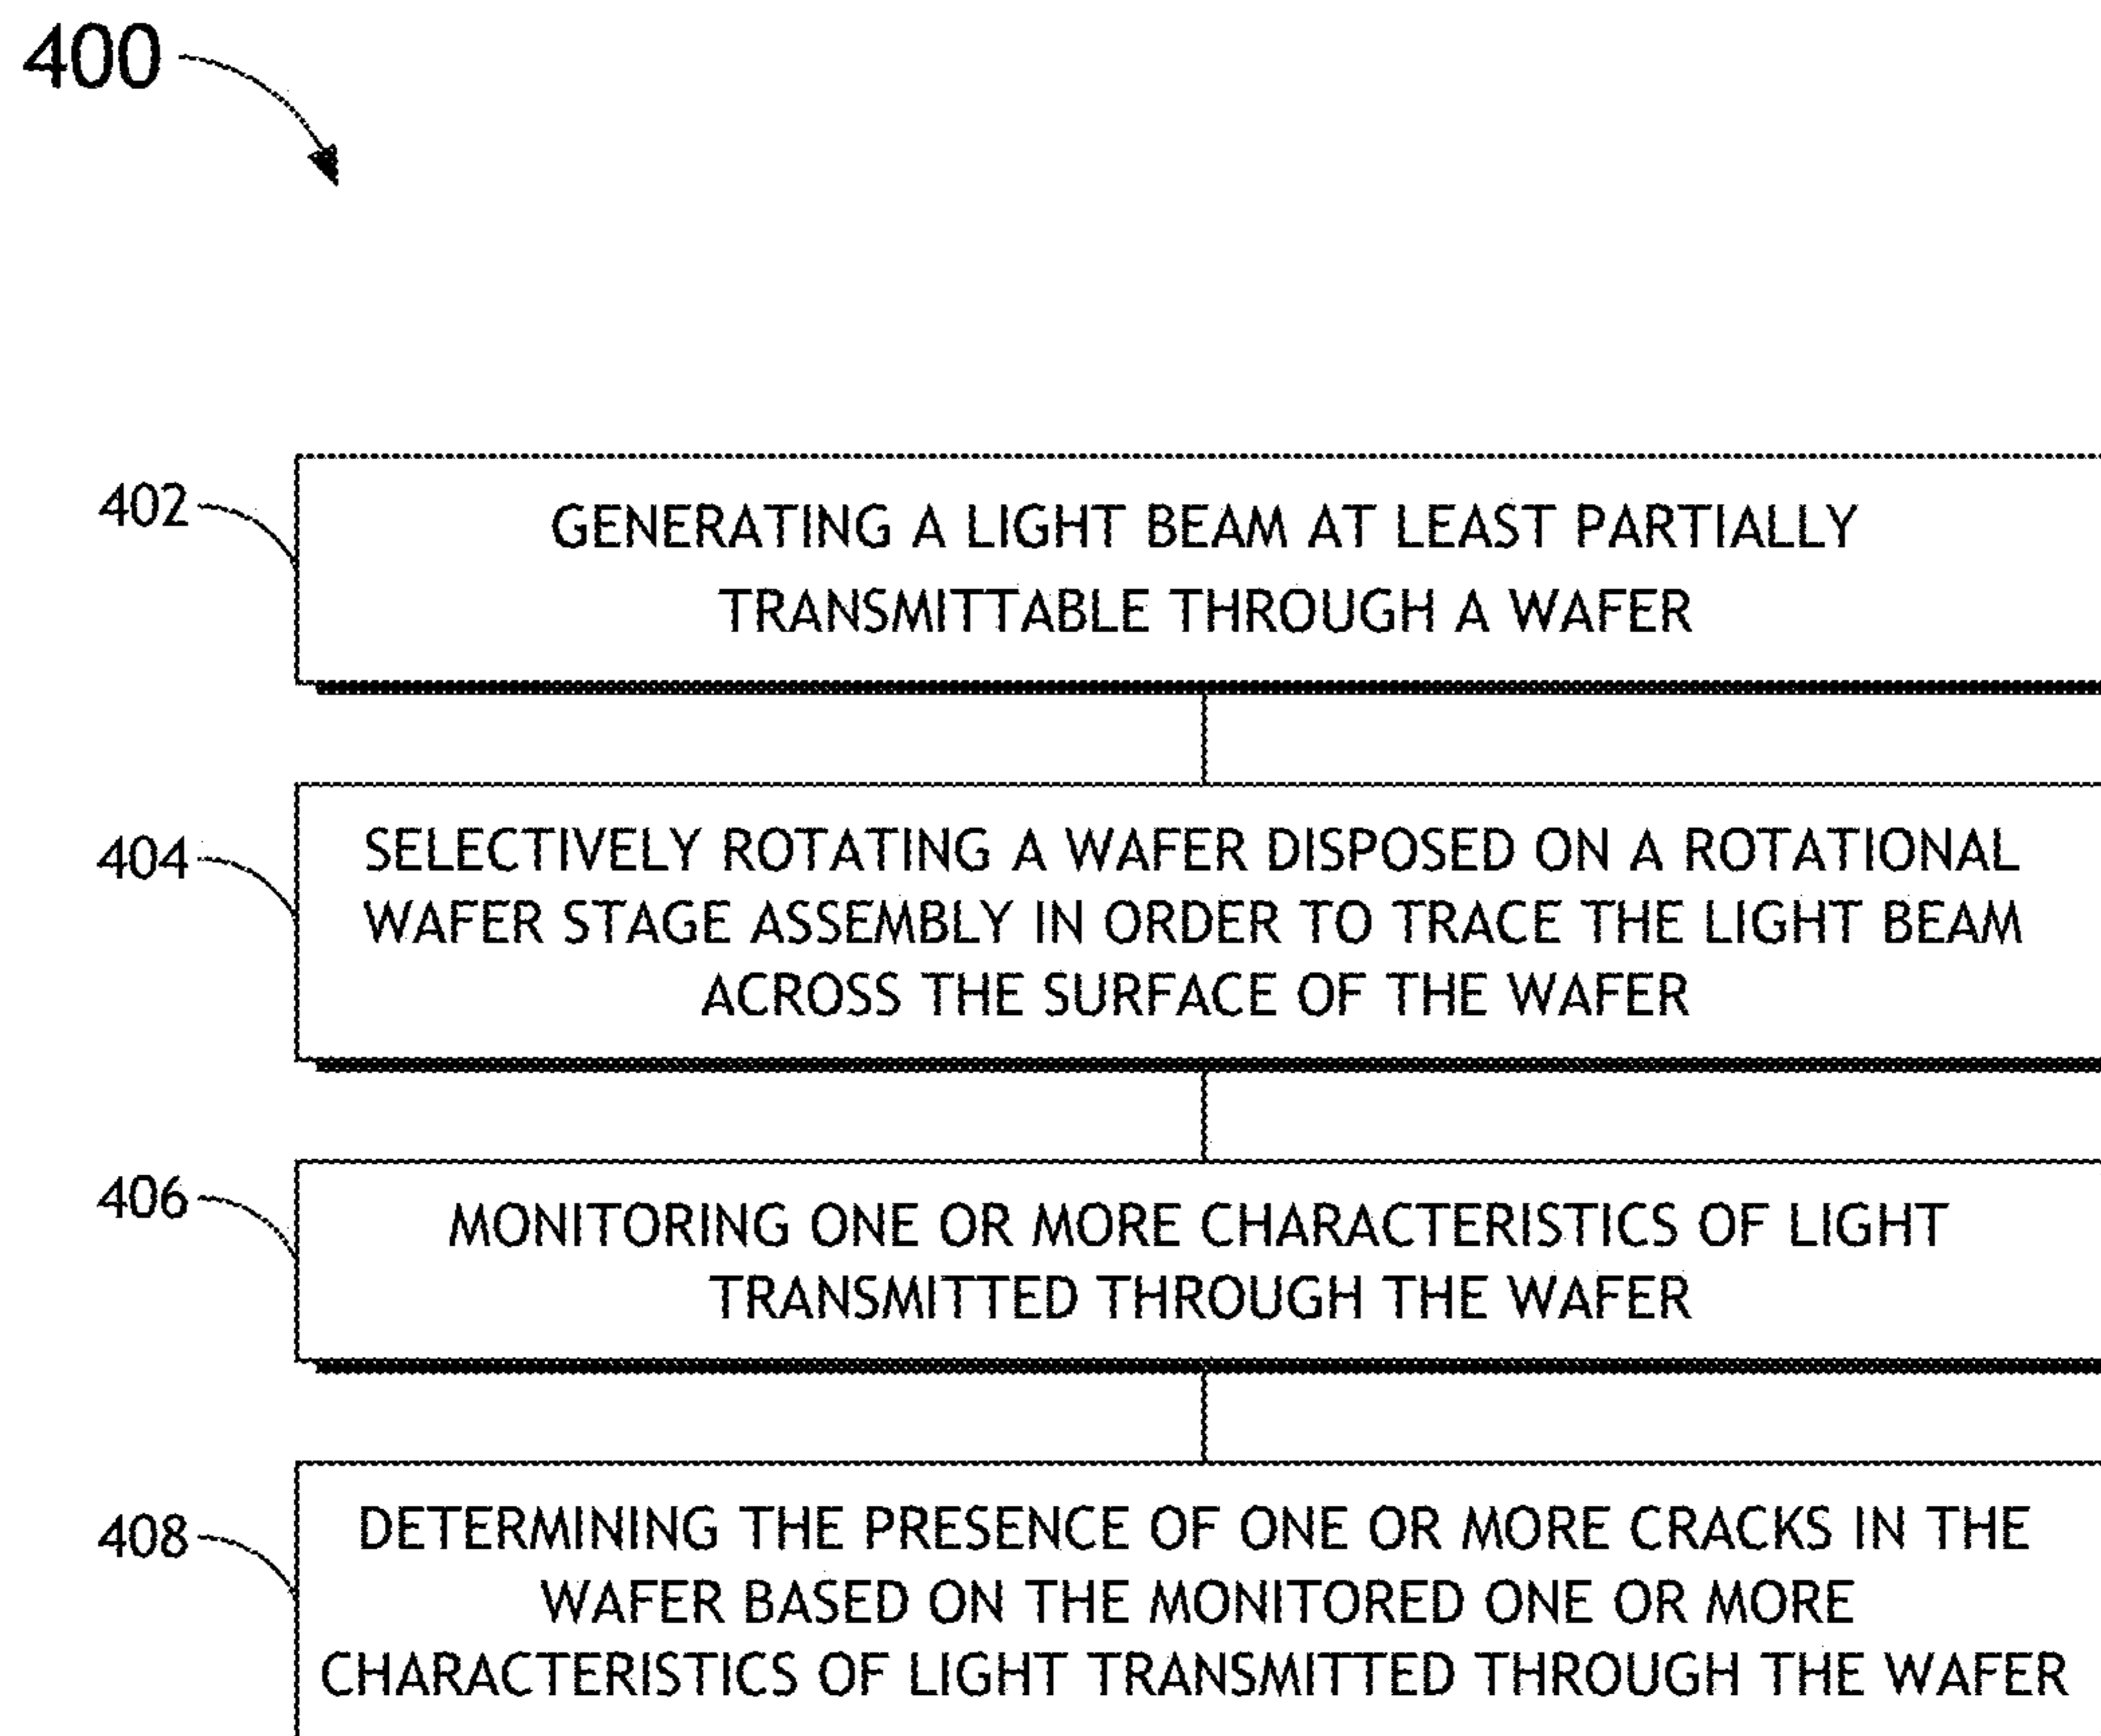 400
402
GENERATING A LIGHT BEAM AT LEAST PARTIALLY
TRANSMITTABLE THROUGH A WAFER
404
SELECTIVELY ROTATING A WAFER DISPOSED ON A ROTATIONAL
WAFER STAGE ASSEMBLY IN ORDER TO TRACE THE LIGHT BEAM
ACROSS THE SURFACE OF THE WAFER
406
MONITORING ONE OR MORE CHARACTERISTICS OF LIGHT
TRANSMITTED THROUGH THE WAFER
408
DETERMINING THE PRESENCE OF ONE OR MORE CRACKS IN THE
WAFER BASED ON THE MONITORED ONE OR MORE
CHARACTERISTICS OF LIGHT TRANSMITTED THROUGH THE WAFER